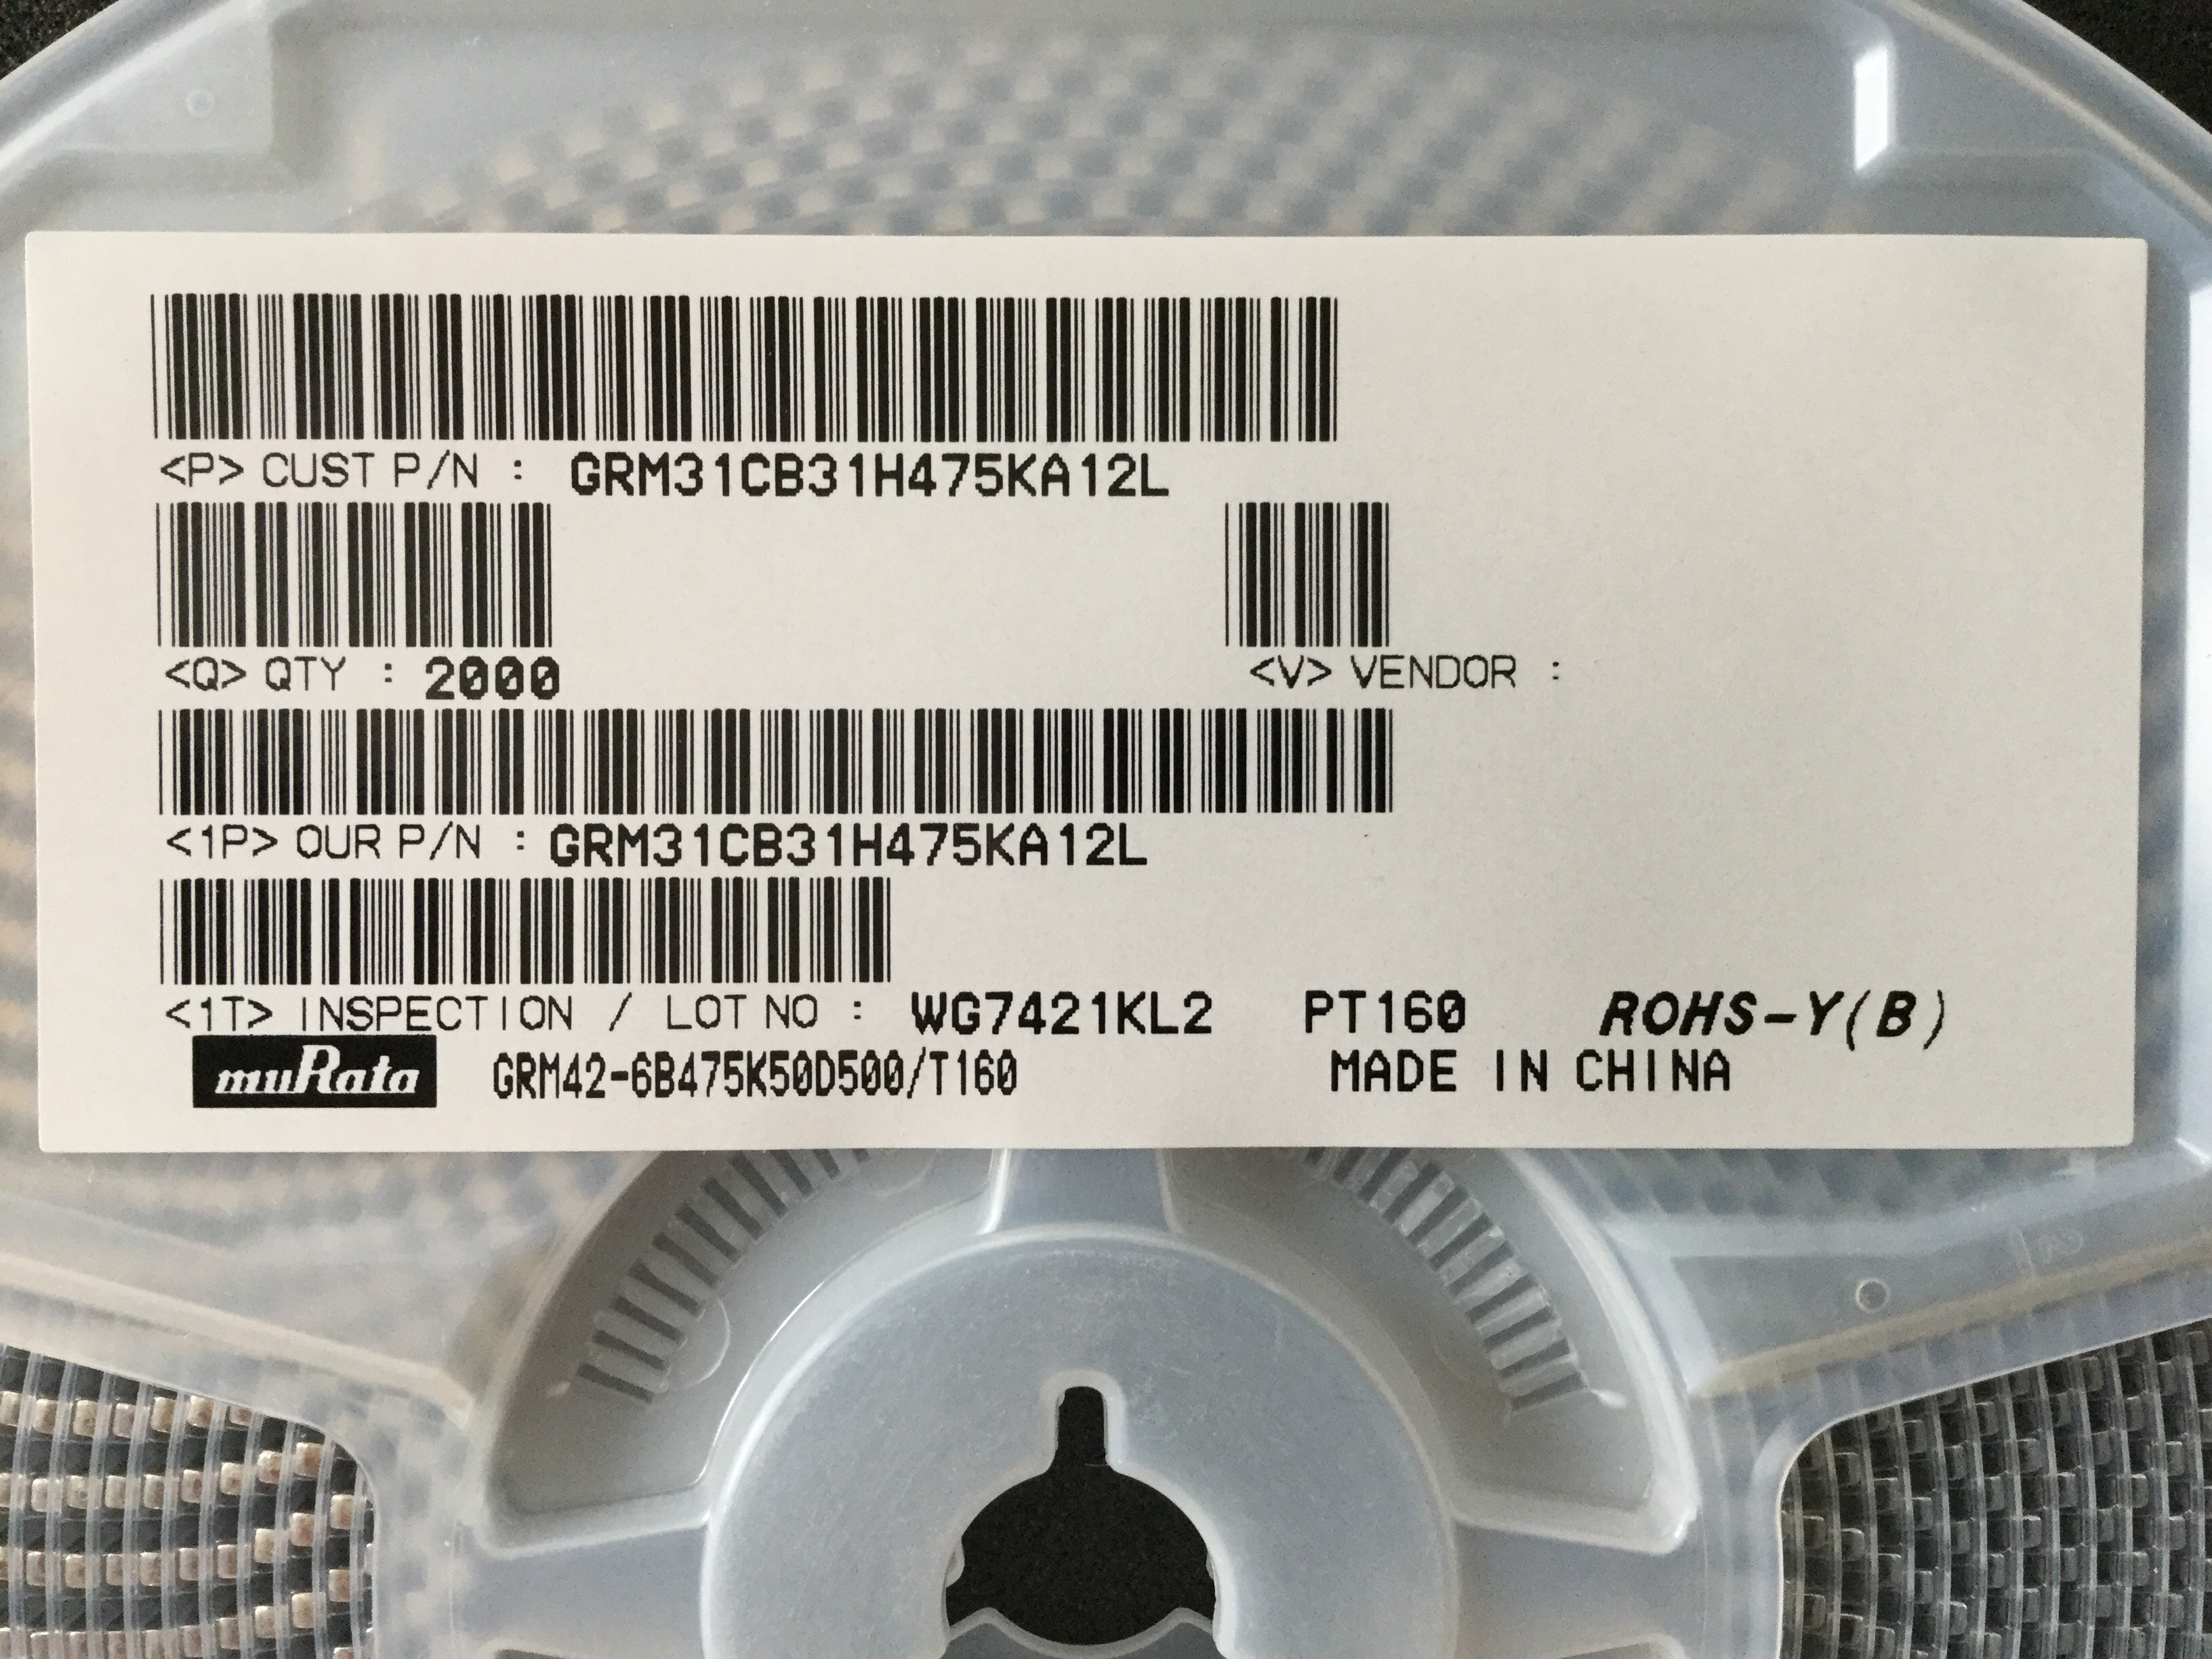 <P> CUST P/N : GRM31CB31H475KA12L
<Q> QTY : 2000 <V> VENDOR :
<1P> OUR P/N : GRM31CB31H475KA12L
<1T> INSPECTION / LOT NO : WG7421KL2 PT160 ROHS-Y(B)
muRata GRM42-6B475K50D500/T160 MADE IN CHINA